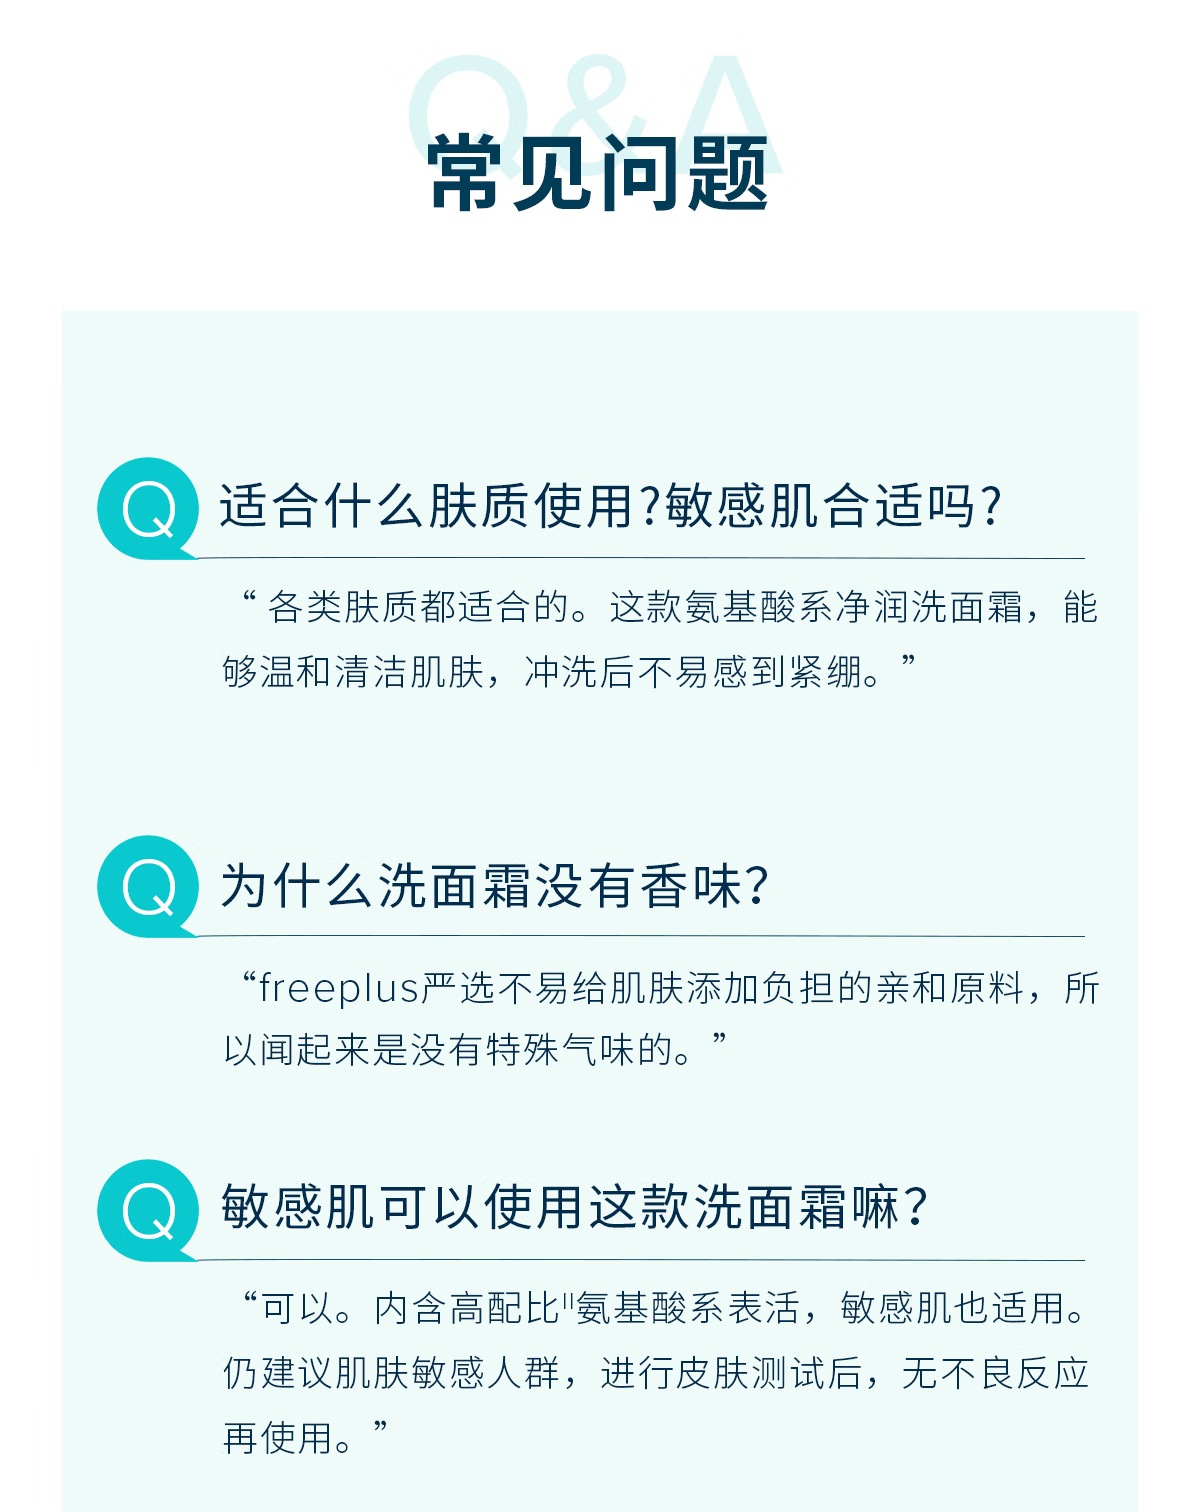 Q&A
常见问题
Q 适合什么肤质使用?敏感肌合适吗?
“ 各类肤质都适合的。这款氨基酸系净润洗面霜，能
够温和清洁肌肤，冲洗后不易感到紧绷。”
Q 为什么洗面霜没有香味？
“freeplus严选不易给肌肤添加负担的亲和原料，所
以闻起来是没有特殊气味的。”
Q 敏感肌可以使用这款洗面霜嘛？
“可以。内含高配比II氨基酸系表活，敏感肌也适用。
仍建议肌肤敏感人群，进行皮肤测试后，无不良反应
再使用。”